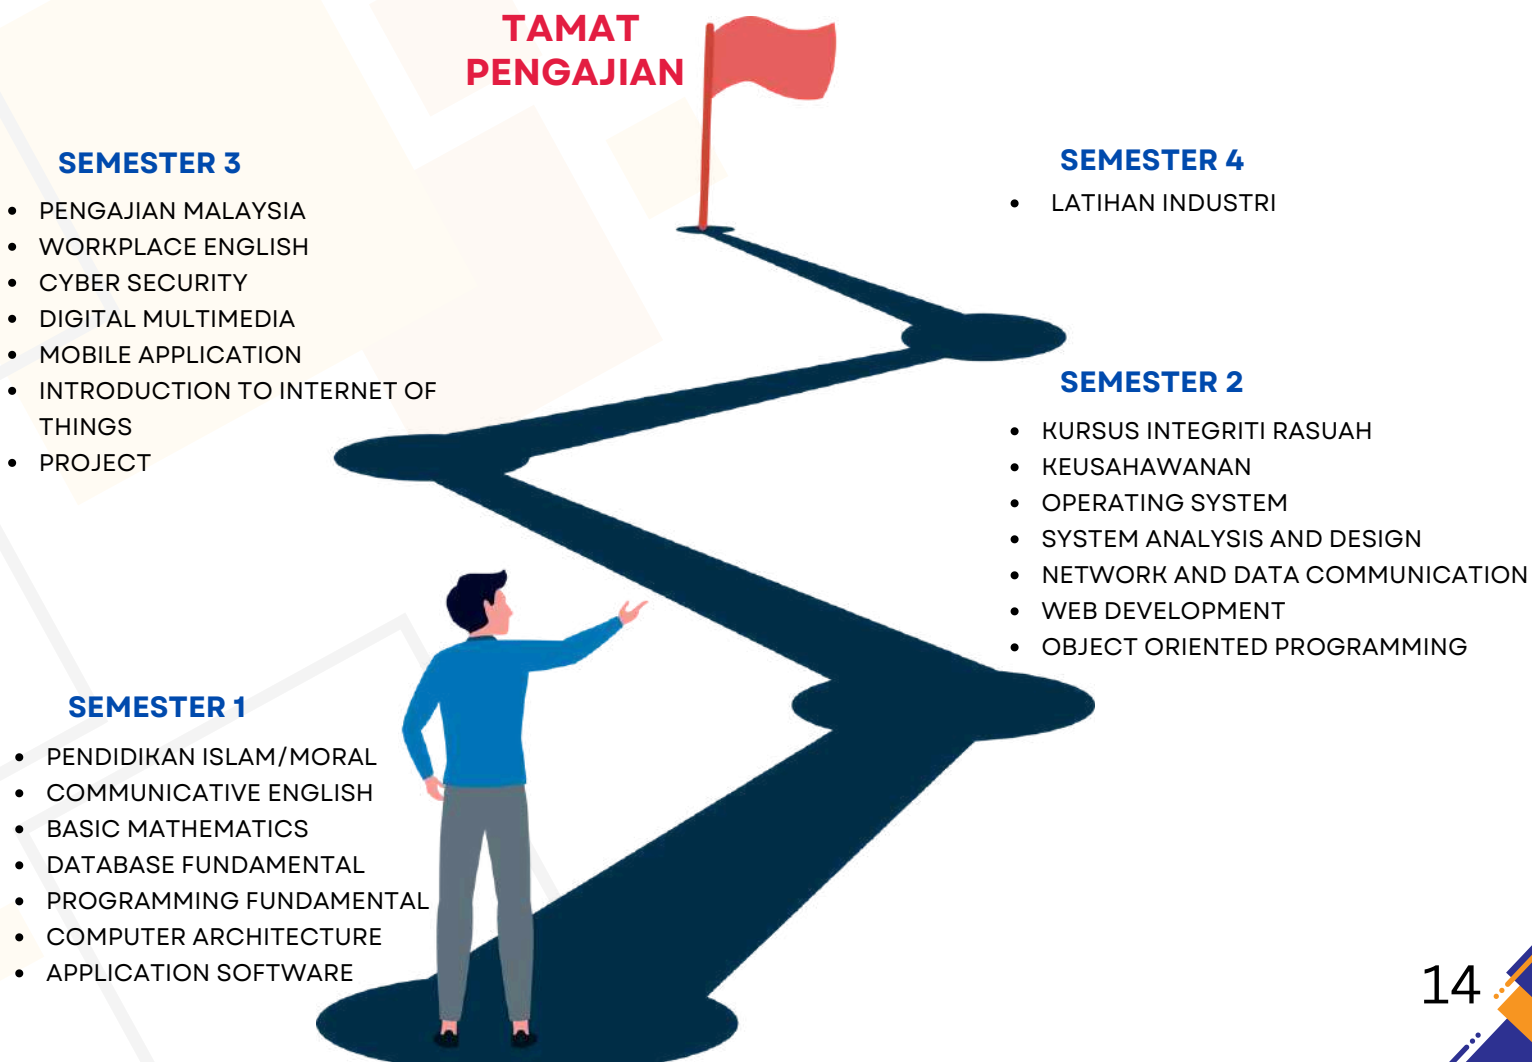 TAMAT
PENGAJIAN
SEMESTER 3
• PENGAJIAN MALAYSIA
• WORKPLACE ENGLISH
• CYBER SECURITY
• DIGITAL MULTIMEDIA
• MOBILE APPLICATION
• INTRODUCTION TO INTERNET OF
THINGS
• PROJECT
SEMESTER 4
• LATIHAN INDUSTRI
SEMESTER 2
• KURSUS INTEGRITI RASUAH
• KEUSAHAWANAN
• OPERATING SYSTEM
• SYSTEM ANALYSIS AND DESIGN
• NETWORK AND DATA COMMUNICATION
• WEB DEVELOPMENT
• OBJECT ORIENTED PROGRAMMING
SEMESTER 1
• PENDIDIKAN ISLAM/MORAL
• COMMUNICATIVE ENGLISH
• BASIC MATHEMATICS
• DATABASE FUNDAMENTAL
• PROGRAMMING FUNDAMENTAL
• COMPUTER ARCHITECTURE
• APPLICATION SOFTWARE
14